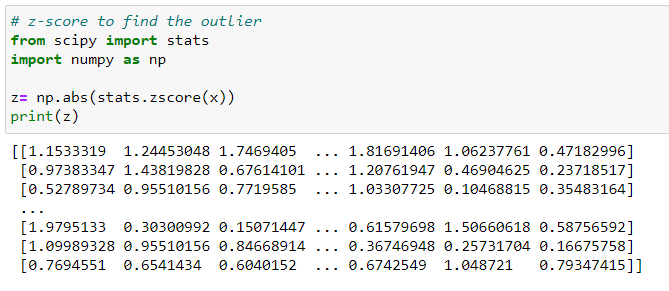 # z-score to find the outlier
from scipy import stats
import numpy as np
z= np.abs(stats.zscore(x))
print(z)
[[1.1533319  1.24453048 1.7469405  ... 1.81691406 1.06237761 0.47182996]
 [0.97383347 1.43819828 0.67614101 ... 1.20761947 0.46904625 0.23718517]
 [0.52789734 0.95510156 0.7719585  ... 1.03307725 0.10468815 0.35483164]
 ...
 [1.9795133  0.30300992 0.15071447 ... 0.61579698 1.50660618 0.58756592]
 [1.09989328 0.95510156 0.84668914 ... 0.36746948 0.25731704 0.16675758]
 [0.7694551  0.6541434  0.6040152  ... 0.6742549  1.048721   0.79347415]]